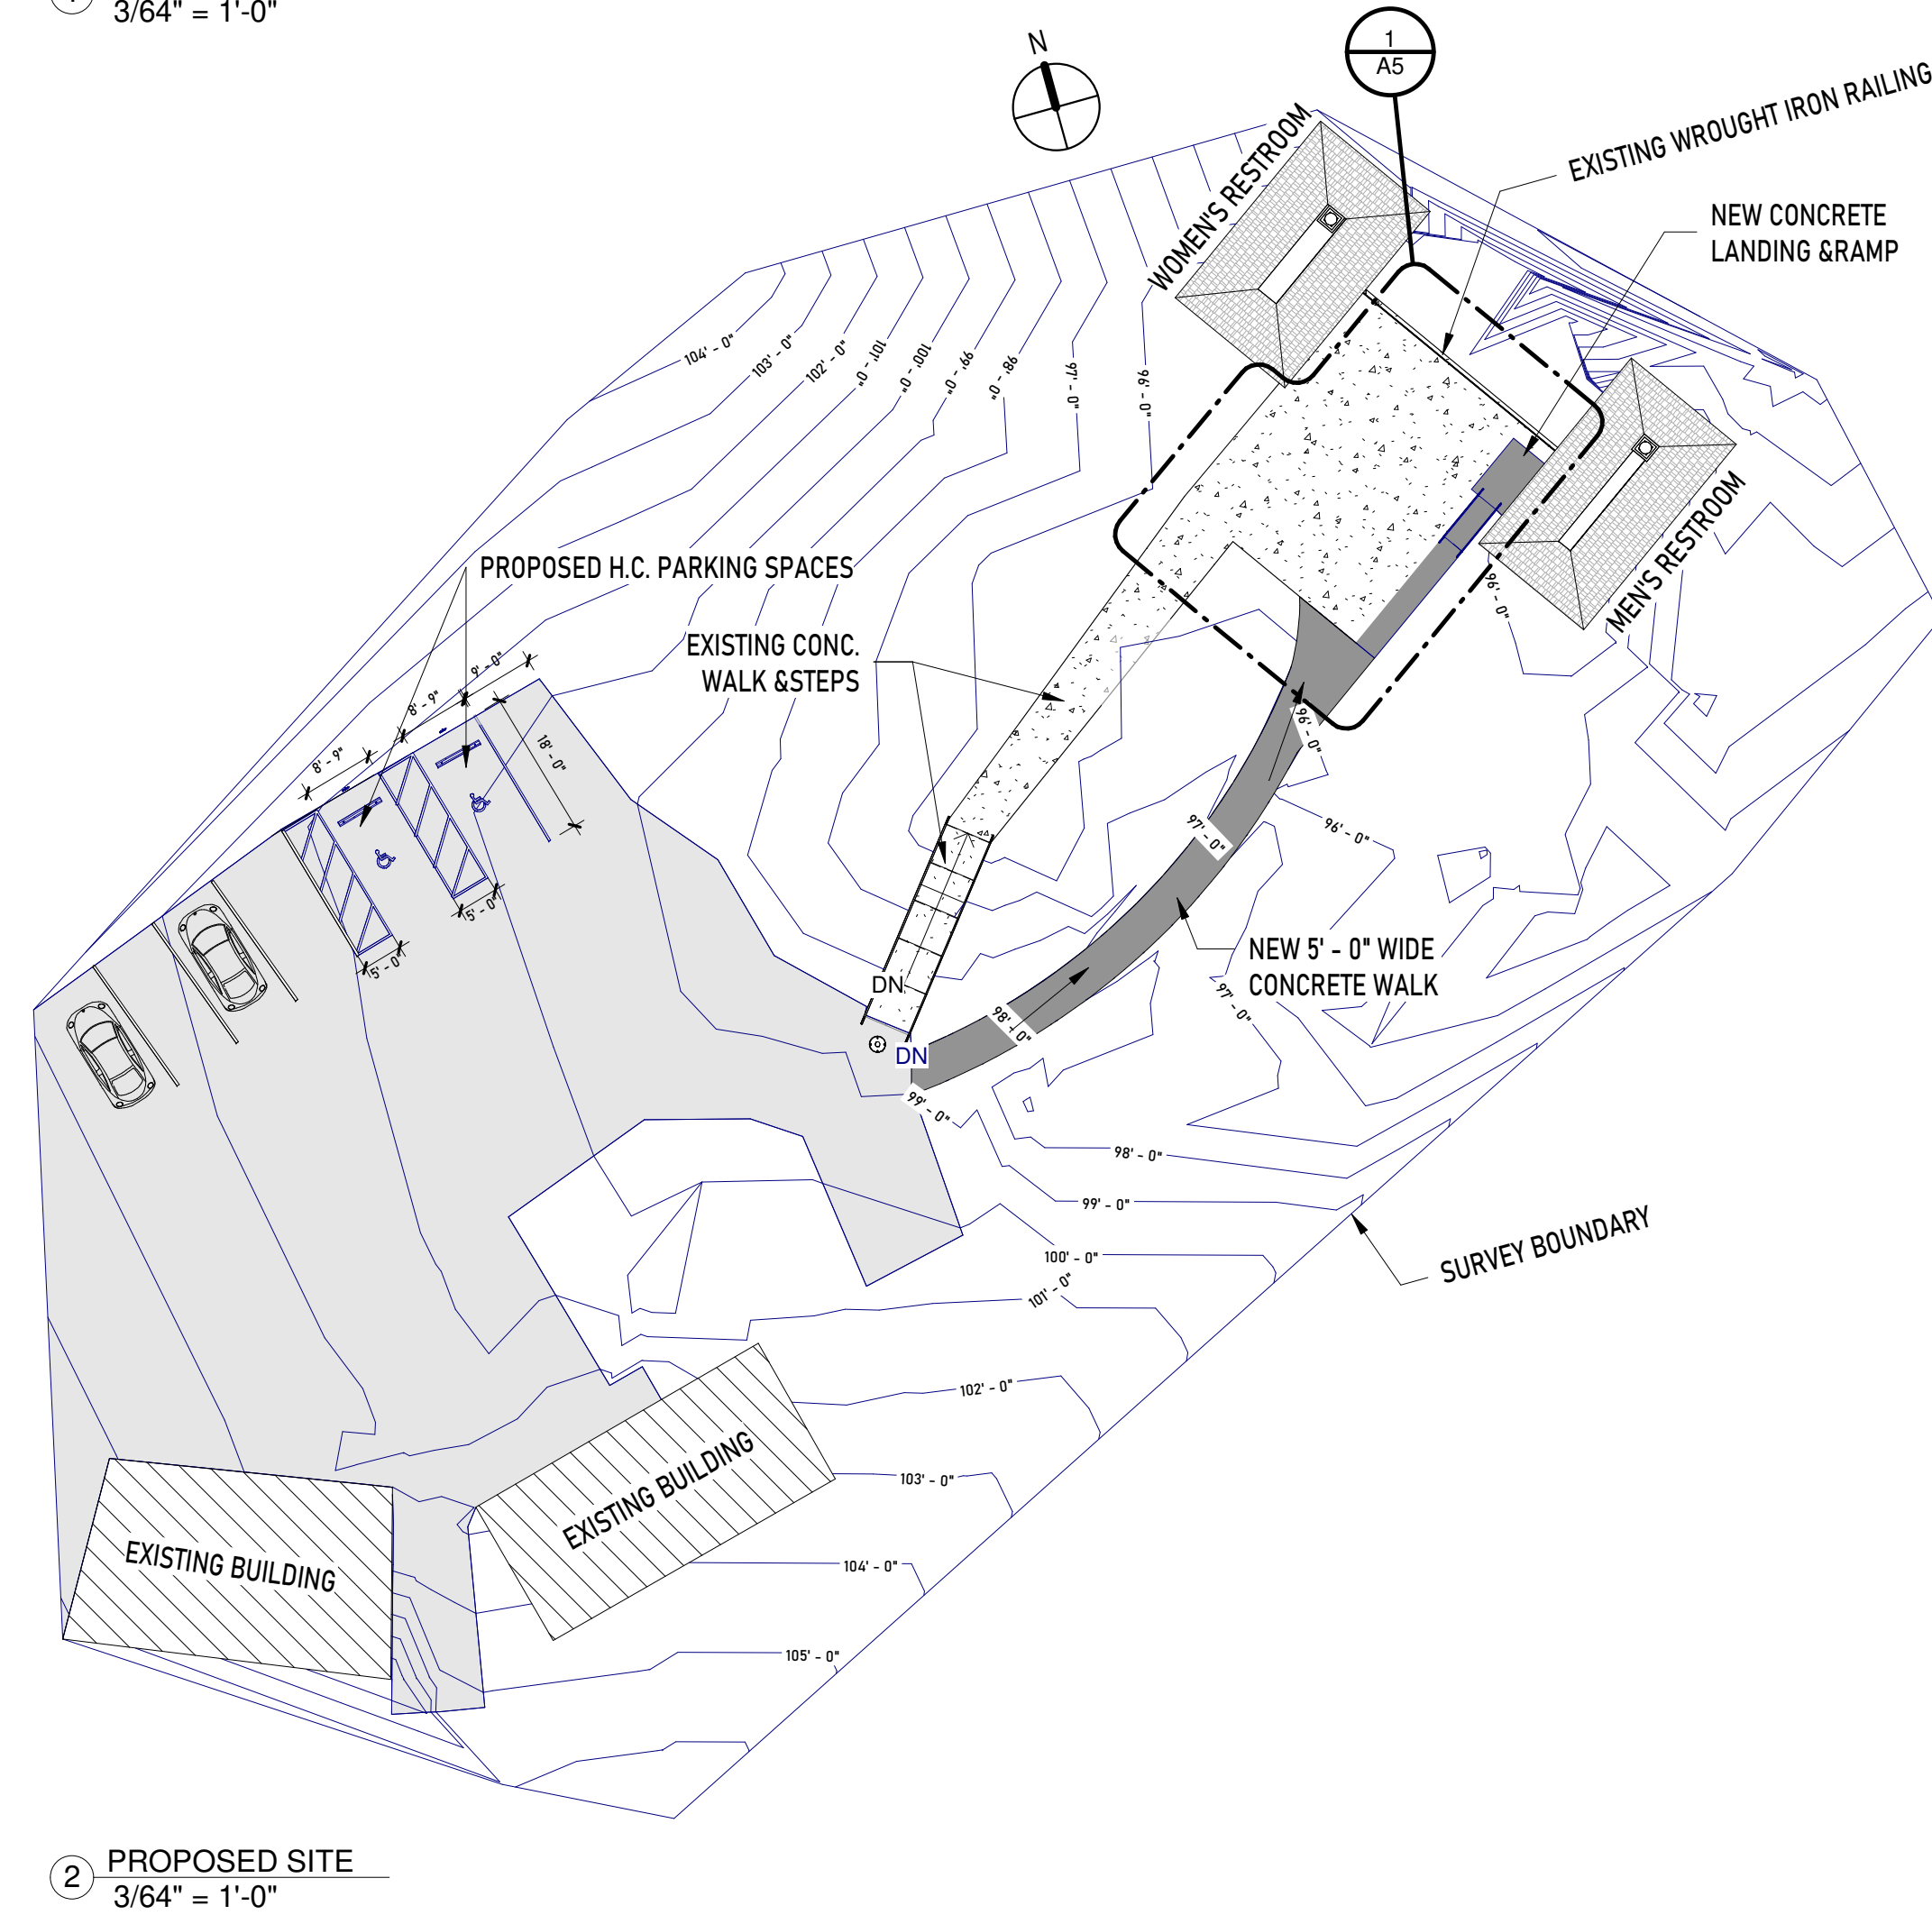 3/64" = 1'-0"
N
1
A5
EXISTING WROUGHT IRON RAILING
WOMEN'S RESTROOM
NEW CONCRETE
LANDING &RAMP
104' - 0"
103' - 0"
102' - 0"
101' - 0"
100' - 0"
99' - 0"
98' - 0"
97' - 0"
96' - 0"
MEN'S RESTROOM
96' - 0"
PROPOSED H.C. PARKING SPACES
EXISTING CONC.
WALK &STEPS
9' - 0"
8' - 9"
8' - 9"
18' - 0"
5' - 0"
5' - 0"
96' - 0"
97' - 0"
96' - 0"
NEW 5' - 0" WIDE
CONCRETE WALK
DN
97' - 0"
98' - 0"
DN
99' - 0"
98' - 0"
99' - 0"
100' - 0"
101' - 0"
SURVEY BOUNDARY
102' - 0"
103' - 0"
EXISTING BUILDING
EXISTING BUILDING
104' - 0"
105' - 0"
2
PROPOSED SITE
3/64" = 1'-0"